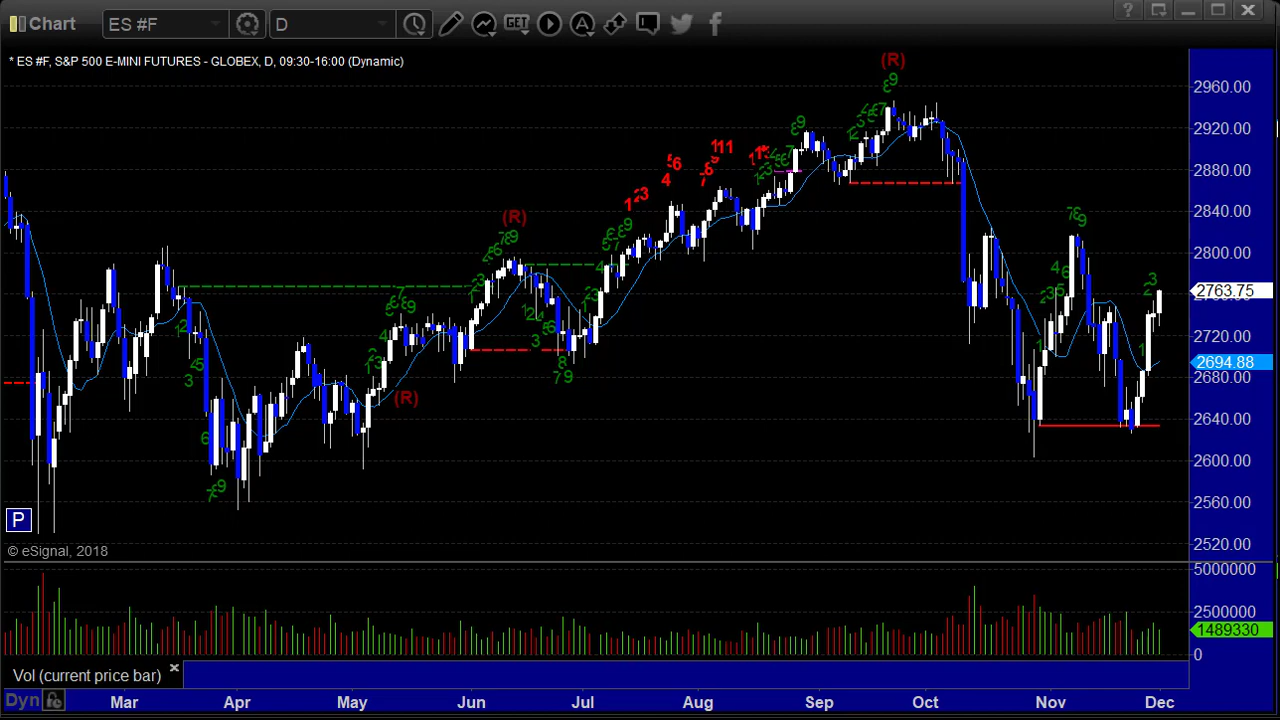 Chart
ES #F
D
GET
A
?
* ES #F, S&P 500 E-MINI FUTURES - GLOBEX, D, 09:30-16:00 (Dynamic)
(R)
(R)
(R)
2960.00
2920.00
2880.00
2840.00
2800.00
2763.75
2720.00
2694.88
2680.00
2640.00
2600.00
2560.00
2520.00
P
© eSignal, 2018
5000000
2500000
1489330
0
Vol (current price bar)
Dyn
Mar Apr May Jun Jul Aug Sep Oct Nov Dec